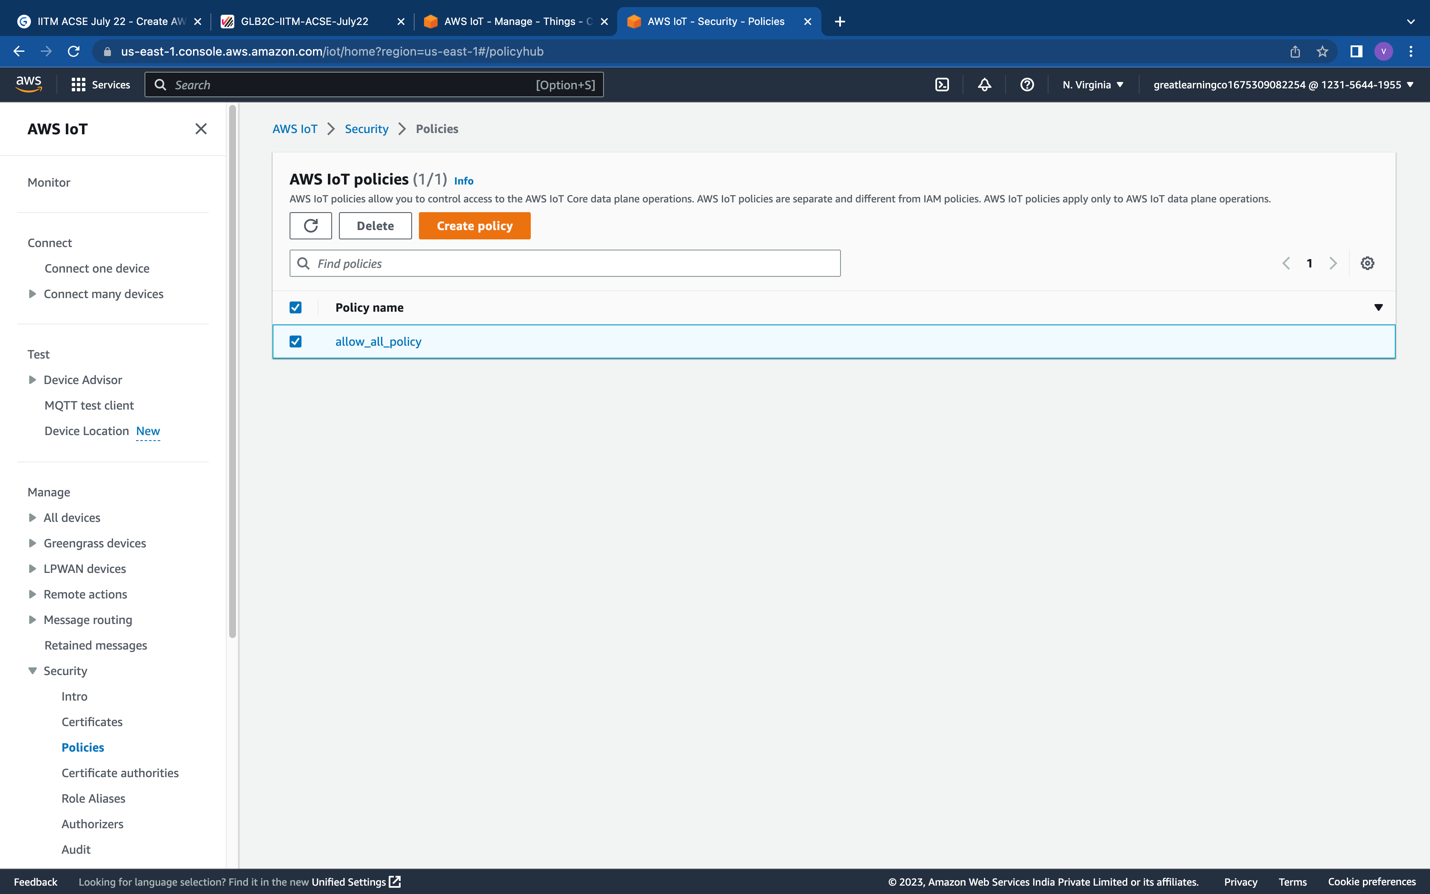 IITM ACSE July 22 - Create AW
GLB2C-IITM-ACSE-July22
AWS IoT - Manage - Things - C
AWS IoT - Security - Policies
us-east-1.console.aws.amazon.com/iot/home?region=us-east-1#/policyhub
V
aws
Services
Search
[Option+S]
N. Virginia
greatlearningco1675309082254 @ 1231-5644-1955
AWS IoT
Monitor
Connect
Connect one device
Connect many devices
Test
Device Advisor
MQTT test client
Device Location New
Manage
All devices
Greengrass devices
LPWAN devices
Remote actions
Message routing
Retained messages
Security
Intro
Certificates
Policies
Certificate authorities
Role Aliases
Authorizers
Audit
AWS IoT > Security > Policies
AWS IoT policies (1/1) Info
AWS IoT policies allow you to control access to the AWS IoT Core data plane operations. AWS IoT policies are separate and different from IAM policies. AWS IoT policies apply only to AWS IoT data plane operations.
Delete
Create policy
Find policies
1
Policy name
allow_all_policy
Feedback
Looking for language selection? Find it in the new Unified Settings
© 2023, Amazon Web Services India Private Limited or its affiliates.
Privacy
Terms
Cookie preferences